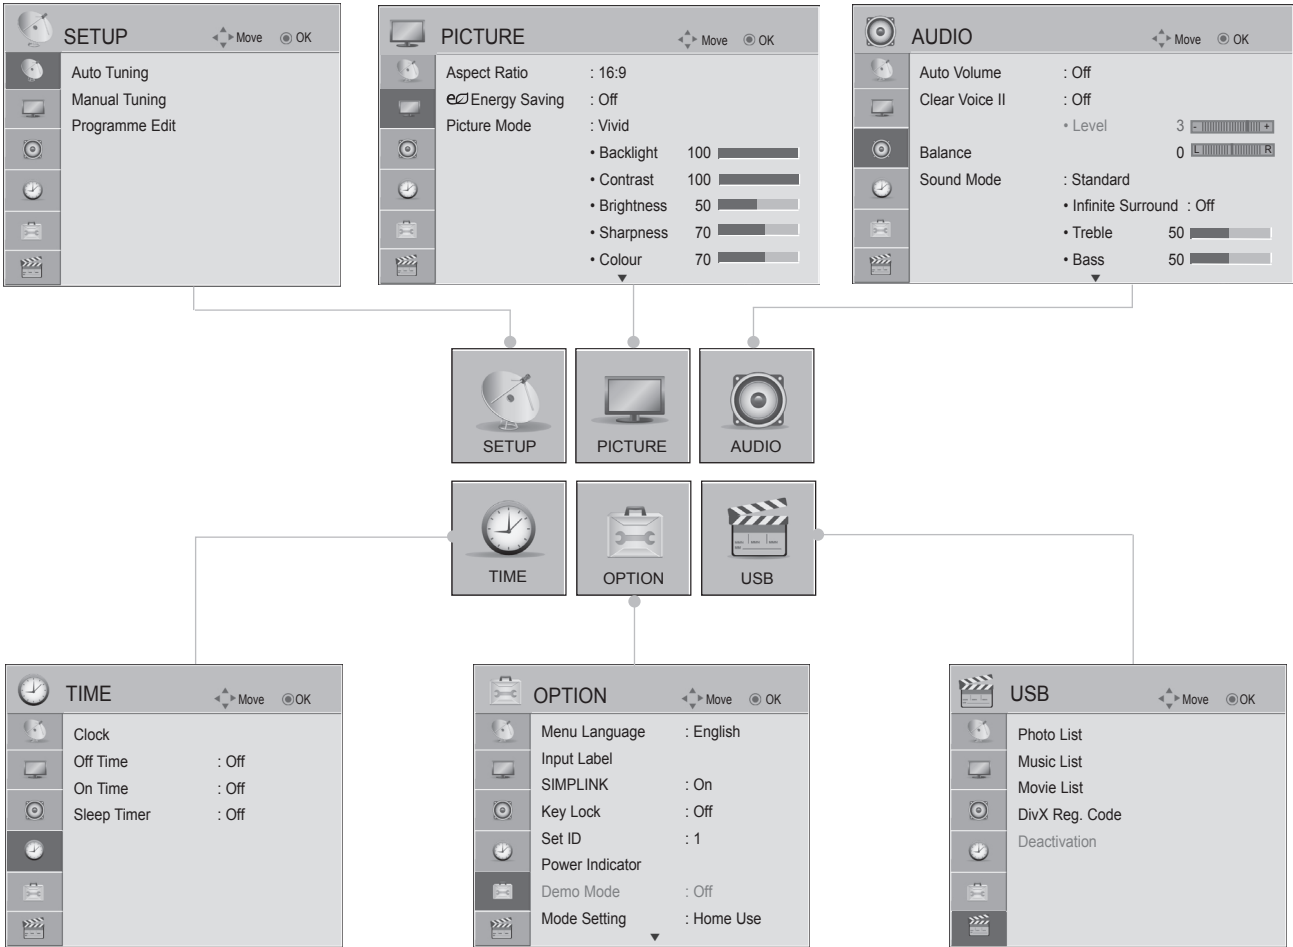 SETUP Move OK
Auto Tuning
Manual Tuning
Programme Edit
PICTURE Move OK
Aspect Ratio : 16:9
e Energy Saving : Off
Picture Mode : Vivid
• Backlight 100
• Contrast 100
• Brightness 50
• Sharpness 70
• Colour 70
▼
AUDIO Move OK
Auto Volume : Off
Clear Voice II : Off
• Level 3 - +
Balance 0 L R
Sound Mode : Standard
• Infinite Surround : Off
• Treble 50
• Bass 50
▼
SETUP
PICTURE
AUDIO
TIME
OPTION
USB
TIME Move OK
Clock
Off Time : Off
On Time : Off
Sleep Timer : Off
OPTION Move OK
Menu Language : English
Input Label
SIMPLINK : On
Key Lock : Off
Set ID : 1
Power Indicator
Demo Mode : Off
Mode Setting : Home Use
▼
USB Move OK
Photo List
Music List
Movie List
DivX Reg. Code
Deactivation